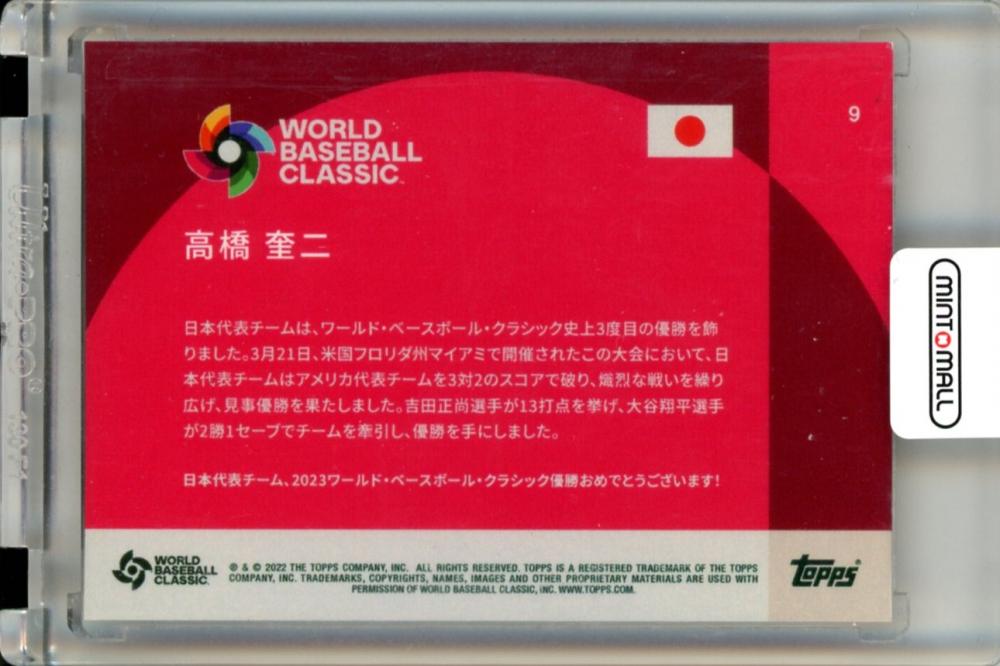 WORLD
BASEBALL
CLASSIC™
9
高橋 奎二
日本代表チームは、ワールド・ベースボール・クラシック史上3度目の優勝を飾
りました。3月21日、米国フロリダ州マイアミで開催されたこの大会において、日
本代表チームはアメリカ代表チームを3対2のスコアで破り、熾烈な戦いを繰り
広げ、見事優勝を果たしました。吉田正尚選手が13打点を挙げ、大谷翔平選手
が2勝1セーブでチームを牽引し、優勝を手にしました。
日本代表チーム、2023ワールド・ベースボール・クラシック優勝おめでとうございます!
WORLD
BASEBALL
CLASSIC
® & © 2022 THE TOPPS COMPANY, INC. ALL RIGHTS RESERVED. TOPPS IS A REGISTERED TRADEMARK OF THE TOPPS
COMPANY, INC. TRADEMARKS, COPYRIGHTS, NAMES, IMAGES AND OTHER PROPRIETARY MATERIALS ARE USED WITH
PERMISSION OF WORLD BASEBALL CLASSIC, INC. WWW.TOPPS.COM.
Topps®
MINT MALL